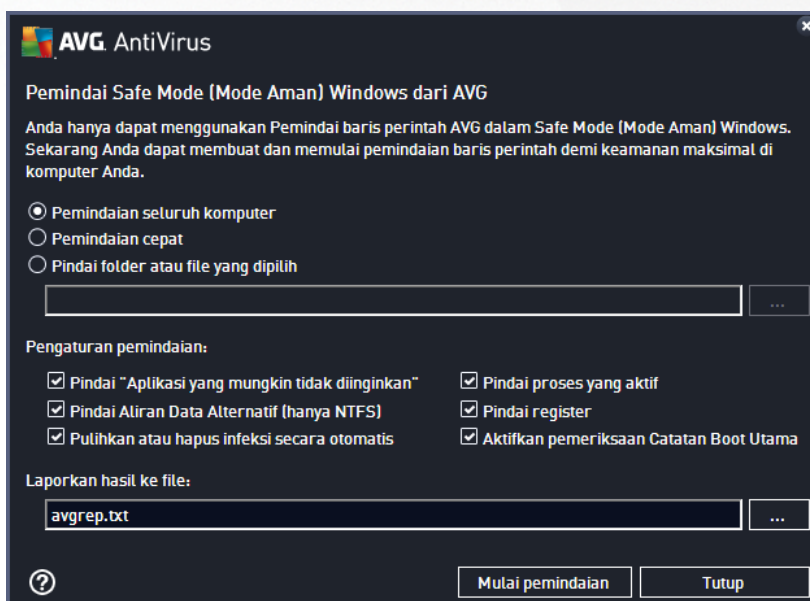 AVG AntiVirus
Pemindai Safe Mode (Mode Aman) Windows dari AVG
Anda hanya dapat menggunakan Pemindai baris perintah AVG dalam Safe Mode (Mode Aman) Windows.
Sekarang Anda dapat membuat dan memulai pemindaian baris perintah demi keamanan maksimal di
komputer Anda.
Pemindaian seluruh komputer
Pemindaian cepat
Pindai folder atau file yang dipilih
...
Pengaturan pemindaian:
Pindai "Aplikasi yang mungkin tidak diinginkan"
Pindai proses yang aktif
Pindai Aliran Data Alternatif (hanya NTFS)
Pindai register
Pulihkan atau hapus infeksi secara otomatis
Aktifkan pemeriksaan Catatan Boot Utama
Laporkan hasil ke file:
avgrep.txt
...
?
Mulai pemindaian
Tutup